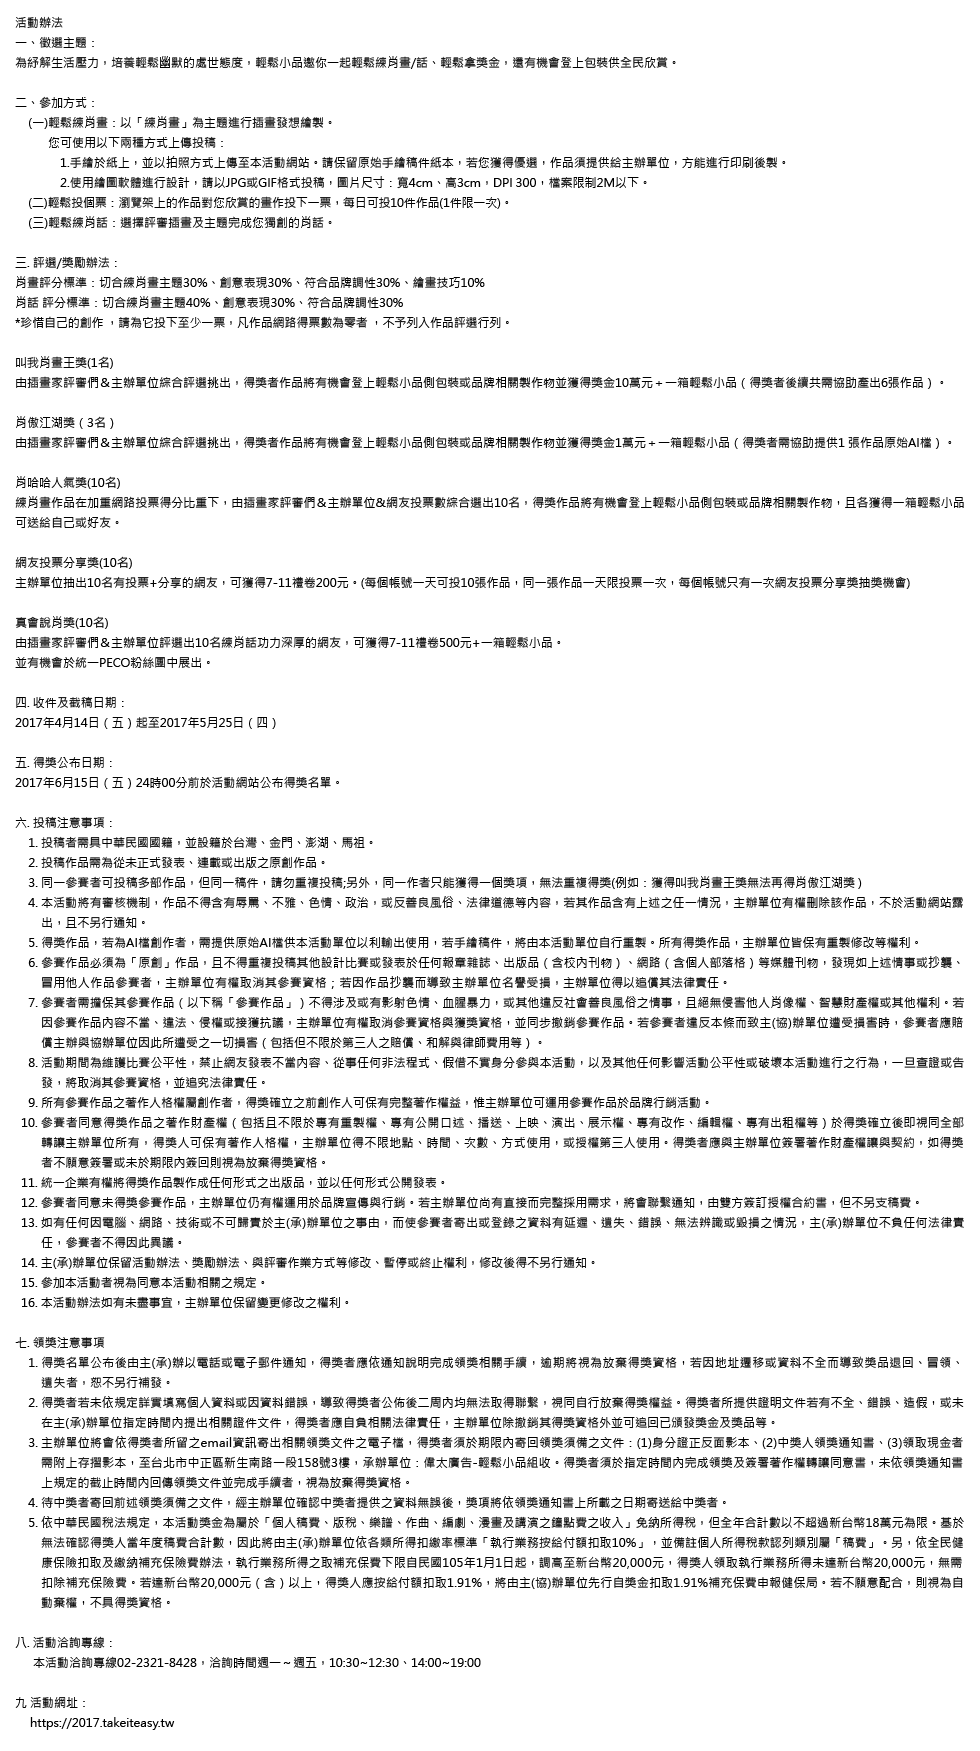 活動辦法
一、徵選主題：
為紓解生活壓力，培養輕鬆幽默的處世態度，輕鬆小品邀你一起輕鬆練肖畫/話、輕鬆拿獎金，還有機會登上包裝供全民欣賞。
二、參加方式：
(一)輕鬆練肖畫：以「練肖畫」為主題進行插畫發想繪製。
您可使用以下兩種方式上傳投稿：
1.手繪於紙上，並以拍照方式上傳至本活動網站。請保留原始手繪稿件紙本，若您獲得優選，作品須提供給主辦單位，方能進行印刷後製。
2.使用繪圖軟體進行設計，請以JPG或GIF格式投稿，圖片尺寸：寬4cm、高3cm，DPI 300，檔案限制2M以下。
(二)輕鬆投個票：瀏覽架上的作品對您欣賞的畫作投下一票，每日可投10件作品(1件限一次)。
(三)輕鬆練肖話：選擇評審插畫及主題完成您獨創的肖話。
三. 評選/獎勵辦法：
肖畫評分標準：切合練肖畫主題30%、創意表現30%、符合品牌調性30%、繪畫技巧10%
肖話 評分標準：切合練肖畫主題40%、創意表現30%、符合品牌調性30%
*珍惜自己的創作 ，請為它投下至少一票，凡作品網路得票數為零者 ，不予列入作品評選行列。
叫我肖畫王獎(1名)
由插畫家評審們＆主辦單位綜合評選挑出，得獎者作品將有機會登上輕鬆小品側包裝或品牌相關製作物並獲得獎金10萬元＋一箱輕鬆小品（得獎者後續共需協助產出6張作品）。
肖傲江湖獎（3名）
由插畫家評審們＆主辦單位綜合評選挑出，得獎者作品將有機會登上輕鬆小品側包裝或品牌相關製作物並獲得獎金1萬元＋一箱輕鬆小品（得獎者需協助提供1 張作品原始AI檔）。
肖哈哈人氣獎(10名)
練肖畫作品在加重網路投票得分比重下，由插畫家評審們＆主辦單位&網友投票數綜合選出10名，得獎作品將有機會登上輕鬆小品側包裝或品牌相關製作物，且各獲得一箱輕鬆小品
可送給自己或好友。
網友投票分享獎(10名)
主辦單位抽出10名有投票+分享的網友，可獲得7-11禮卷200元。(每個帳號一天可投10張作品，同一張作品一天限投票一次，每個帳號只有一次網友投票分享獎抽獎機會)
真會說肖獎(10名)
由插畫家評審們＆主辦單位評選出10名練肖話功力深厚的網友，可獲得7-11禮卷500元+一箱輕鬆小品。
並有機會於統一PECO粉絲團中展出。
四. 收件及截稿日期：
2017年4月14日（五）起至2017年5月25日（四）
五. 得獎公布日期：
2017年6月15日（五）24時00分前於活動網站公布得獎名單。
六. 投稿注意事項：
1. 投稿者需具中華民國國籍，並設籍於台灣、金門、澎湖、馬祖。
2. 投稿作品需為從未正式發表、連載或出版之原創作品。
3. 同一參賽者可投稿多部作品，但同一稿件，請勿重複投稿;另外，同一作者只能獲得一個獎項，無法重複得獎(例如：獲得叫我肖畫王獎無法再得肖傲江湖獎）
4. 本活動將有審核機制，作品不得含有辱罵、不雅、色情、政治，或反善良風俗、法律道德等內容，若其作品含有上述之任一情況，主辦單位有權刪除該作品，不於活動網站露
出，且不另行通知。
5. 得獎作品，若為AI檔創作者，需提供原始AI檔供本活動單位以利輸出使用，若手繪稿件，將由本活動單位自行重製。所有得獎作品，主辦單位皆保有重製修改等權利。
6. 參賽作品必須為「原創」作品，且不得重複投稿其他設計比賽或發表於任何報章雜誌、出版品（含校內刊物）、網路（含個人部落格）等媒體刊物，發現如上述情事或抄襲、
冒用他人作品參賽者，主辦單位有權取消其參賽資格；若因作品抄襲而導致主辦單位名譽受損，主辦單位得以追償其法律責任。
7. 參賽者需擔保其參賽作品（以下稱「參賽作品」）不得涉及或有影射色情、血腥暴力，或其他違反社會善良風俗之情事，且絕無侵害他人肖像權、智慧財產權或其他權利。若
因參賽作品內容不當、違法、侵權或接獲抗議，主辦單位有權取消參賽資格與獲獎資格，並同步撤銷參賽作品。若參賽者違反本條而致主(協)辦單位遭受損害時，參賽者應賠
償主辦與協辦單位因此所遭受之一切損害（包括但不限於第三人之賠償、和解與律師費用等）。
8. 活動期間為維護比賽公平性，禁止網友發表不當內容、從事任何非法程式、假借不實身分參與本活動，以及其他任何影響活動公平性或破壞本活動進行之行為，一旦查證或告
發，將取消其參賽資格，並追究法律責任。
9. 所有參賽作品之著作人格權屬創作者，得獎確立之前創作人可保有完整著作權益，惟主辦單位可運用參賽作品於品牌行銷活動。
10. 參賽者同意得獎作品之著作財產權（包括且不限於專有重製權、專有公開口述、播送、上映、演出、展示權、專有改作、編輯權、專有出租權等）於得獎確立後即視同全部
轉讓主辦單位所有，得獎人可保有著作人格權，主辦單位得不限地點、時間、次數、方式使用，或授權第三人使用。得獎者應與主辦單位簽署著作財產權讓與契約，如得獎
者不願意簽署或未於期限內簽回則視為放棄得獎資格。
11. 統一企業有權將得獎作品製作成任何形式之出版品，並以任何形式公開發表。
12. 參賽者同意未得獎參賽作品，主辦單位仍有權運用於品牌宣傳與行銷。若主辦單位尚有直接而完整採用需求，將會聯繫通知，由雙方簽訂授權合約書，但不另支稿費。
13. 如有任何因電腦、網路、技術或不可歸責於主(承)辦單位之事由，而使參賽者寄出或登錄之資料有延遲、遺失、錯誤、無法辨識或毀損之情況，主(承)辦單位不負任何法律責
任，參賽者不得因此異議。
14. 主(承)辦單位保留活動辦法、獎勵辦法、與評審作業方式等修改、暫停或終止權利，修改後得不另行通知。
15. 參加本活動者視為同意本活動相關之規定。
16. 本活動辦法如有未盡事宜，主辦單位保留變更修改之權利。
七. 領獎注意事項
1. 得獎名單公布後由主(承)辦以電話或電子郵件通知，得獎者應依通知說明完成領獎相關手續，逾期將視為放棄得獎資格，若因地址遷移或資料不全而導致獎品退回、冒領、
遺失者，恕不另行補發。
2. 得獎者若未依規定詳實填寫個人資料或因資料錯誤，導致得獎者公佈後二周內均無法取得聯繫，視同自行放棄得獎權益。得獎者所提供證明文件若有不全、錯誤、造假，或未
在主(承)辦單位指定時間內提出相關證件文件，得獎者應自負相關法律責任，主辦單位除撤銷其得獎資格外並可追回已頒發獎金及獎品等。
3. 主辦單位將會依得獎者所留之email資訊寄出相關領獎文件之電子檔，得獎者須於期限內寄回領獎須備之文件：(1)身分證正反面影本、(2)中獎人領獎通知書、(3)領取現金者
需附上存摺影本，至台北市中正區新生南路一段158號3樓，承辦單位：偉太廣告-輕鬆小品組收。得獎者須於指定時間內完成領獎及簽署著作權轉讓同意書，未依領獎通知書
上規定的截止時間內回傳領獎文件並完成手續者，視為放棄得獎資格。
4. 待中獎者寄回前述領獎須備之文件，經主辦單位確認中獎者提供之資料無誤後，獎項將依領獎通知書上所載之日期寄送給中獎者。
5. 依中華民國稅法規定，本活動獎金為屬於「個人稿費、版稅、樂譜、作曲、編劇、漫畫及講演之鐘點費之收入」免納所得稅，但全年合計數以不超過新台幣18萬元為限。基於
無法確認得獎人當年度稿費合計數，因此將由主(承)辦單位依各類所得扣繳率標準「執行業務按給付額扣取10%」，並備註個人所得稅款認列類別屬「稿費」。另，依全民健
康保險扣取及繳納補充保險費辦法，執行業務所得之取補充保費下限自民國105年1月1日起，調高至新台幣20,000元，得獎人領取執行業務所得未達新台幣20,000元，無需
扣除補充保險費。若達新台幣20,000元（含）以上，得獎人應按給付額扣取1.91%，將由主(協)辦單位先行自獎金扣取1.91%補充保費申報健保局。若不願意配合，則視為自
動棄權，不具得獎資格。
八. 活動洽詢專線：
本活動洽詢專線02-2321-8428，洽詢時間週一～週五，10:30~12:30、14:00~19:00
九 活動網址：
https://2017.takeiteasy.tw